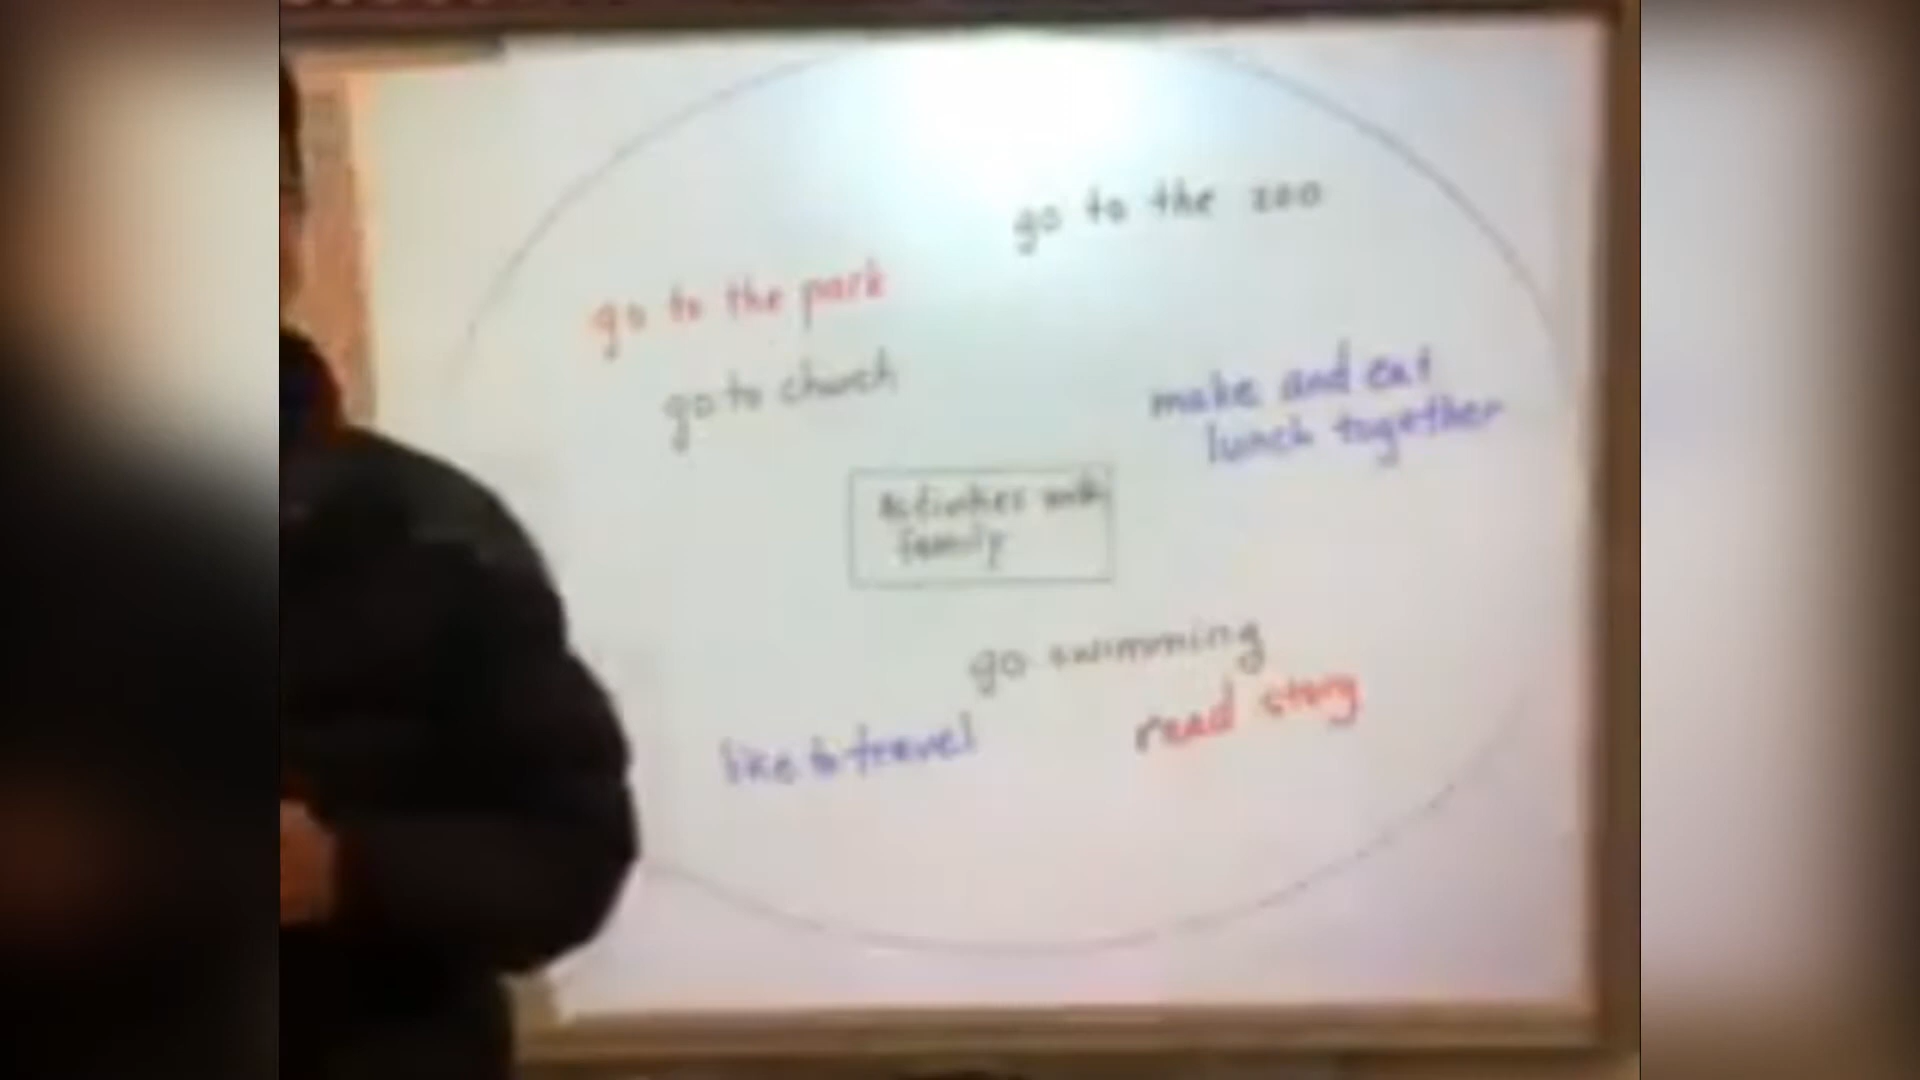 go to the zoo
go to the park
go to church
make and eat
lunch together
Activities with
family
go swimming
read story
like to travel